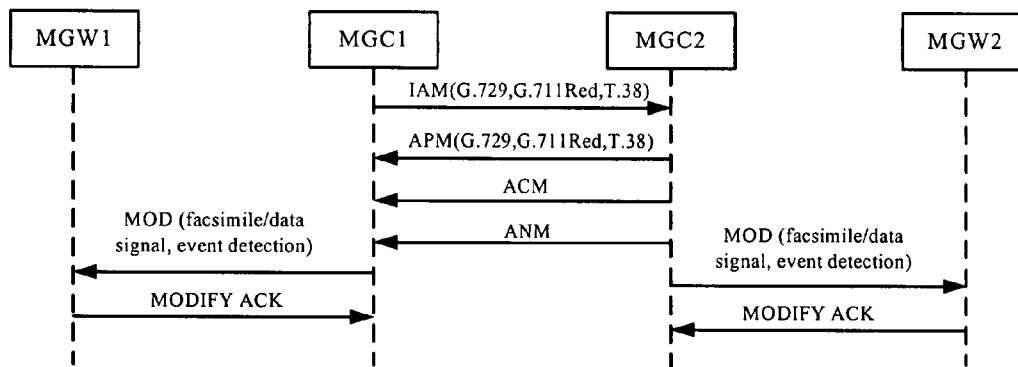 MGW1
MGC1
MGC2
MGW2
IAM(G.729,G.711Red,T.38)
APM(G.729,G.711Red,T.38)
ACM
MOD (facsimile/data
signal, event detection)
ANM
MOD (facsimile/data
signal, event detection)
MODIFY ACK
MODIFY ACK